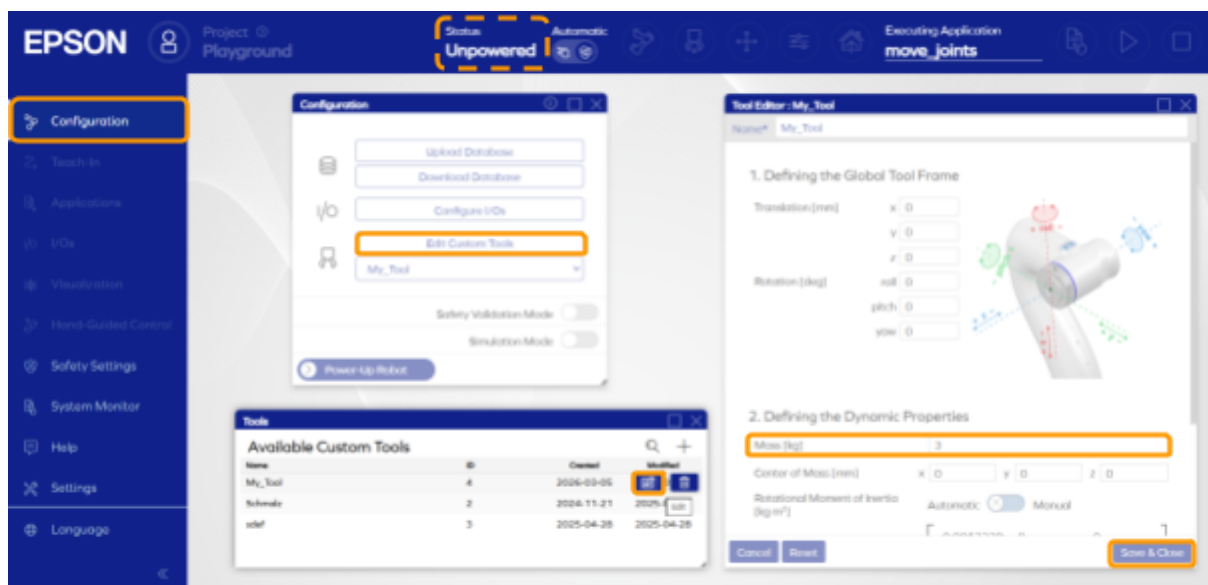 EPSON
Project
Playground
Status
Unpowered
Automatic
Executing Application
move_joints
Configuration
Teach-In
Applications
I/Os
Visualization
Hand-Guided Control
Safety Settings
System Monitor
Help
Settings
Language
Configuration
Upload Database
Download Database
I/O
Configure I/Os
Edit Custom Tools
My_Tool
Safety Validation Mode
Simulation Mode
Power-Up Robot
Tools
Available Custom Tools
Name ID Created Modified
My_Tool 4 2026-03-05
Schmalz 2 2024-11-21 2025-
Edit
sdef 3 2025-04-28 2025-04-28
Tool Editor : My_Tool
Name* My_Tool
1. Defining the Global Tool Frame
Translation [mm] x 0
y 0
z 0
Rotation [deg] roll 0
pitch 0
yaw 0
2. Defining the Dynamic Properties
Mass [kg] 3
Center of Mass [mm] x 0 y 0 z 0
Rotational Moment of Inertia
[kg m²]
Automatic Manual
Cancel Reset Save & Close